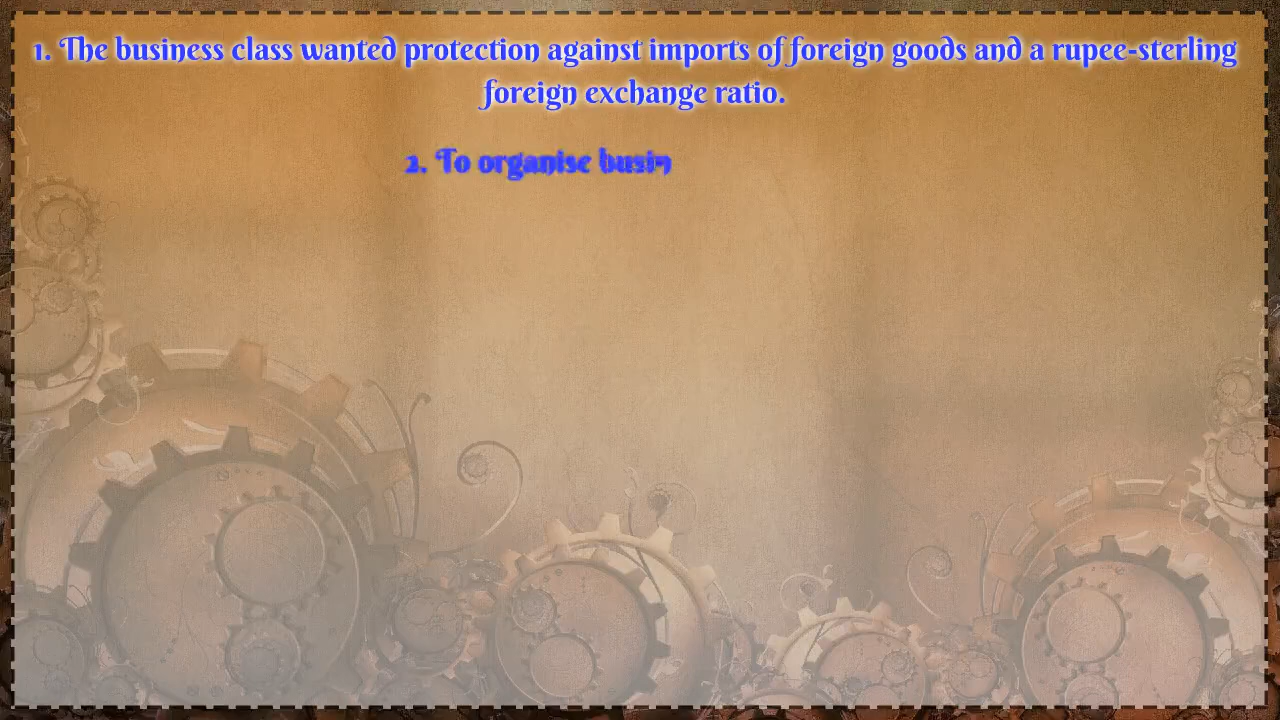 1. The business class wanted protection against imports of foreign goods and a rupee-sterling
foreign exchange ratio.
2. To organise